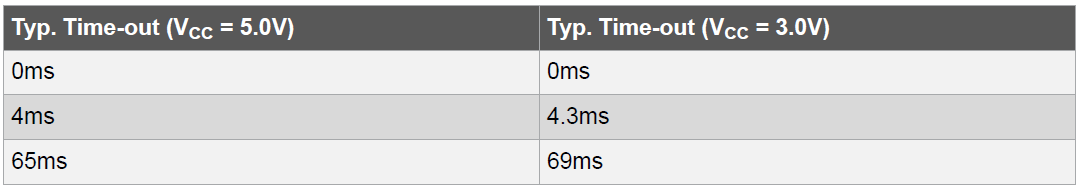 Typ. Time-out (VCC = 5.0V) Typ. Time-out (VCC = 3.0V)
0ms 0ms
4ms 4.3ms
65ms 69ms